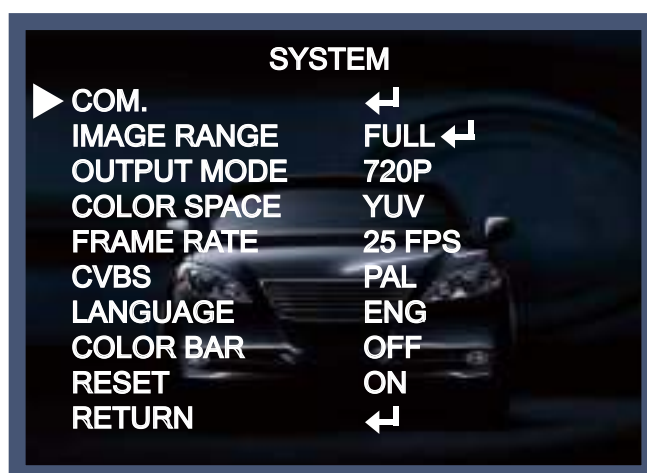 SYSTEM
COM. ↵
IMAGE RANGE FULL ↵
OUTPUT MODE 720P
COLOR SPACE YUV
FRAME RATE 25 FPS
CVBS PAL
LANGUAGE ENG
COLOR BAR OFF
RESET ON
RETURN ↵